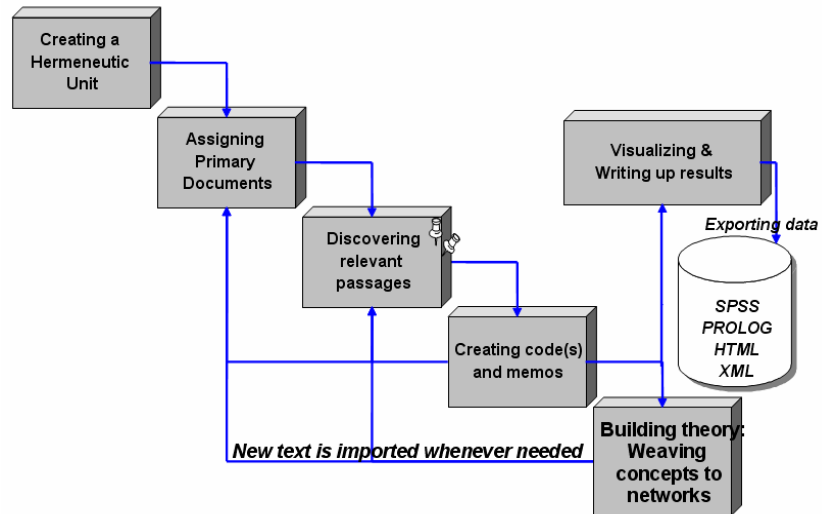 Creating a
Hermeneutic
Unit
Assigning
Primary
Documents
Discovering
relevant
passages
Creating code(s)
and memos
Building theory:
Weaving
concepts to
networks
New text is imported whenever needed
Visualizing &
Writing up results
Exporting data
SPSS
PROLOG
HTML
XML